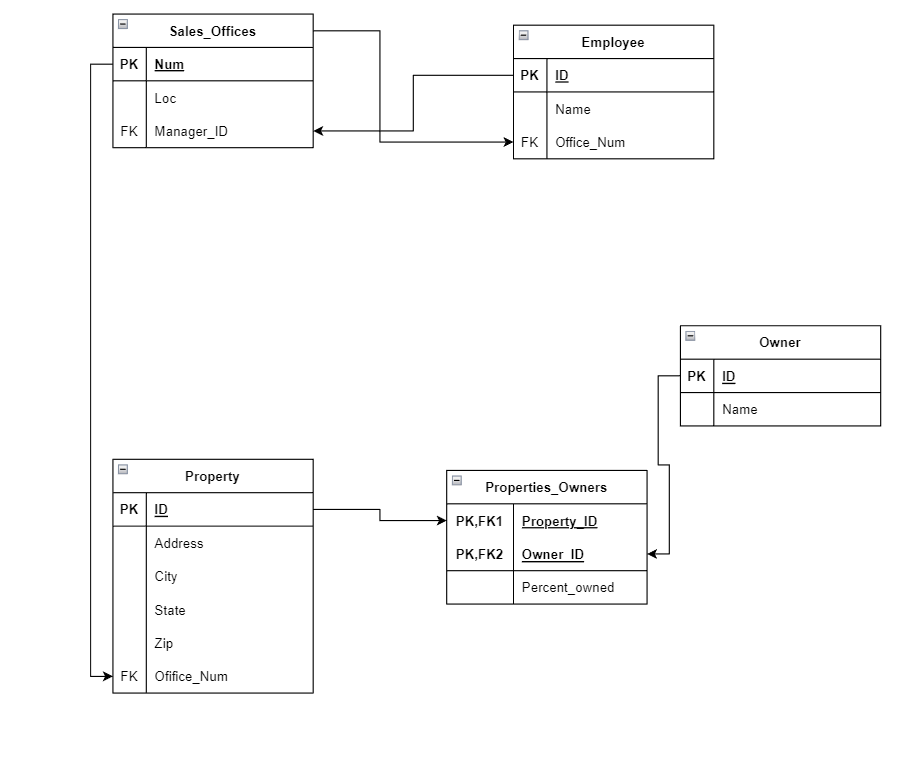 Sales_Offices
PK Num
Loc
FK Manager_ID
Employee
PK ID
Name
FK Office_Num
Owner
PK ID
Name
Property
PK ID
Address
City
State
Zip
FK Ofifice_Num
Properties_Owners
PK,FK1 Property_ID
PK,FK2 Owner_ID
Percent_owned